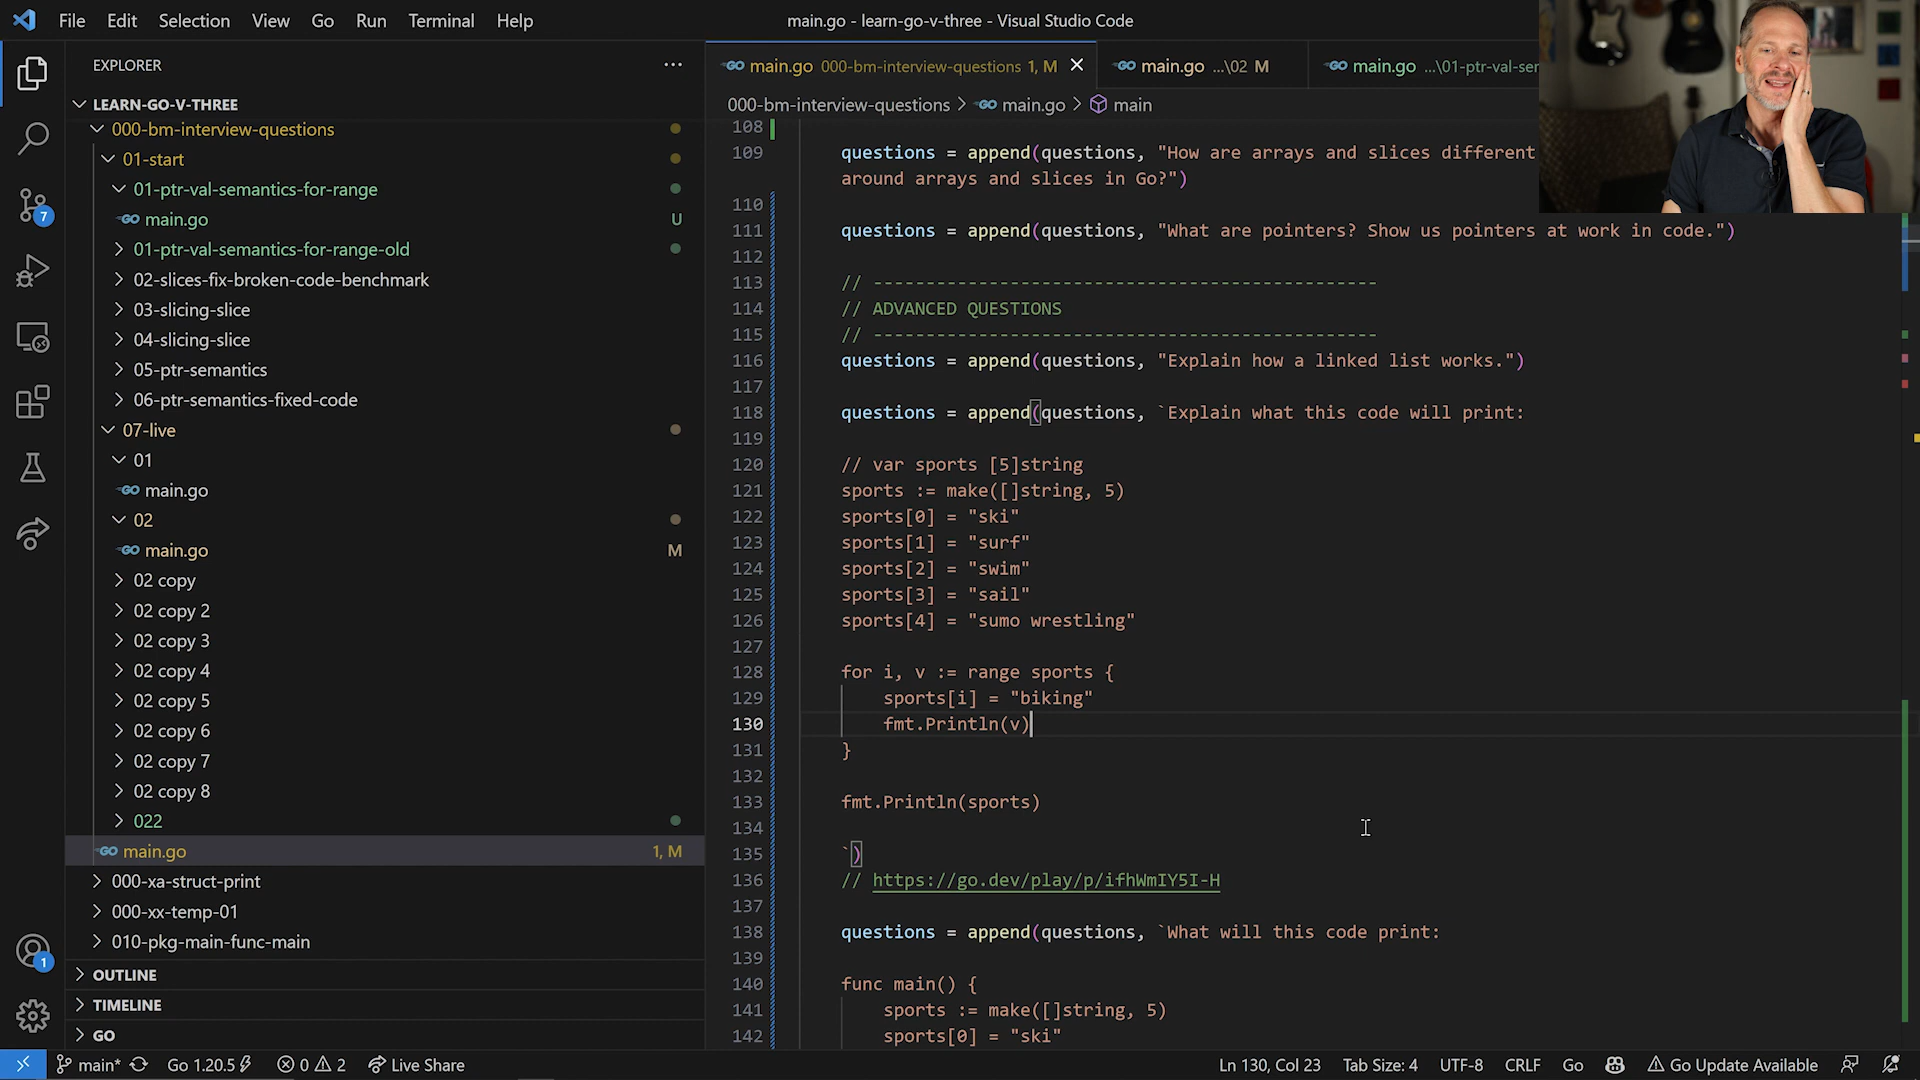 File Edit Selection View Go Run Terminal Help
main.go - learn-go-v-three - Visual Studio Code
EXPLORER
LEARN-GO-V-THREE
000-bm-interview-questions
01-start
01-ptr-val-semantics-for-range
main.go U
01-ptr-val-semantics-for-range-old
02-slices-fix-broken-code-benchmark
03-slicing-slice
04-slicing-slice
05-ptr-semantics
06-ptr-semantics-fixed-code
07-live
01
main.go
02
main.go M
02 copy
02 copy 2
02 copy 3
02 copy 4
02 copy 5
02 copy 6
02 copy 7
02 copy 8
022
main.go 1, M
000-xa-struct-print
000-xx-temp-01
010-pkg-main-func-main
OUTLINE
TIMELINE
GO
7
1
main.go 000-bm-interview-questions 1, M
main.go ...\02 M
main.go ...\01-ptr-val-ser
000-bm-interview-questions > main.go > main
108
109 questions = append(questions, "How are arrays and slices different
around arrays and slices in Go?")
110
111 questions = append(questions, "What are pointers? Show us pointers at work in code.")
112
113 // ------------------------------------------------
114 // ADVANCED QUESTIONS
115 // ------------------------------------------------
116 questions = append(questions, "Explain how a linked list works.")
117
118 questions = append(questions, `Explain what this code will print:
119
120 // var sports [5]string
121 sports := make([]string, 5)
122 sports[0] = "ski"
123 sports[1] = "surf"
124 sports[2] = "swim"
125 sports[3] = "sail"
126 sports[4] = "sumo wrestling"
127
128 for i, v := range sports {
129 sports[i] = "biking"
130 fmt.Println(v)
131 }
132
133 fmt.Println(sports)
134
135 `)
136 // https://go.dev/play/p/ifhWmIY5I-H
137
138 questions = append(questions, `What will this code print:
139
140 func main() {
141 sports := make([]string, 5)
142 sports[0] = "ski"
main* Go 1.20.5 0 2 Live Share
Ln 130, Col 23 Tab Size: 4 UTF-8 CRLF Go Go Update Available